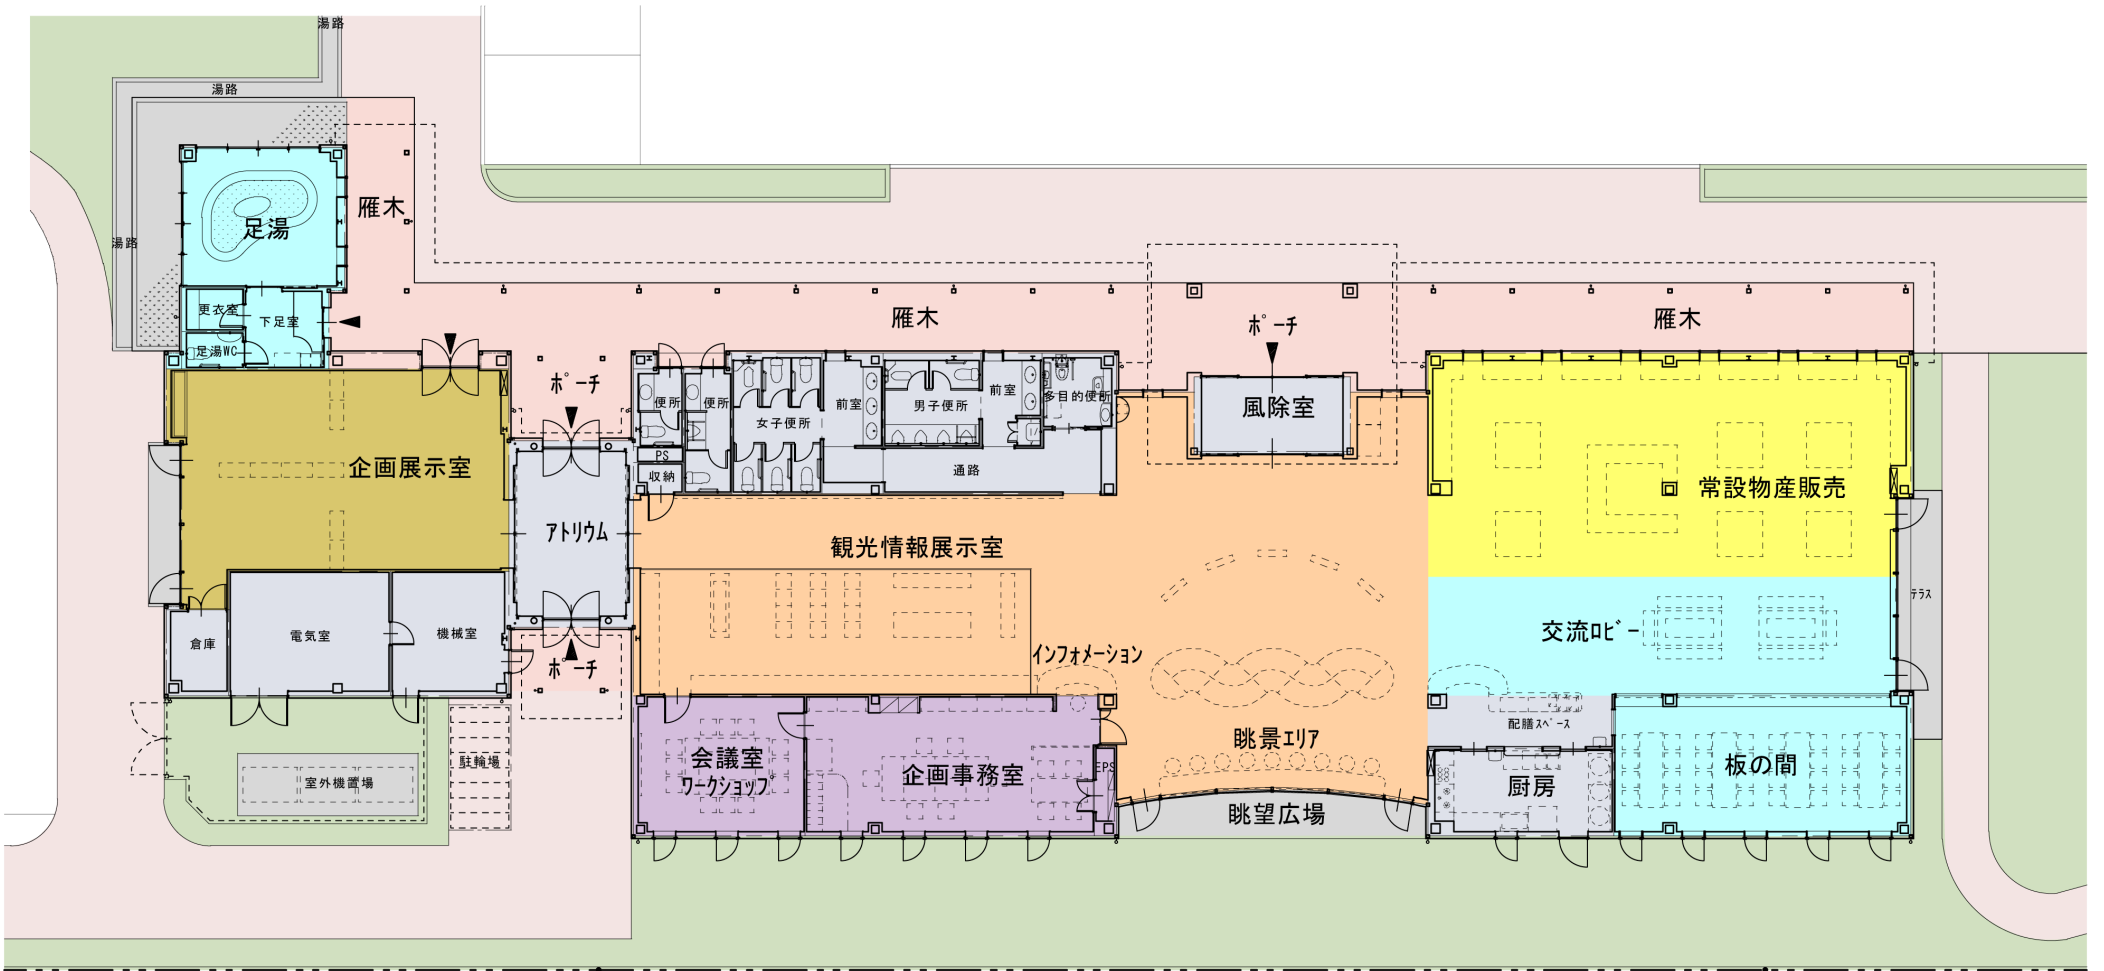 湯路
湯路
湯路
足湯
雁木
更衣室
下足室
足湯WC
雁木
ﾎﾟｰﾁ
雁木
ﾎﾟｰﾁ
便所
便所
女子便所
前室
男子便所
前室
多目的便所
風除室
企画展示室
PS
収納
通路
常設物産販売
ｱﾄﾘｳﾑ
観光情報展示室
ﾃﾗｽ
倉庫
電気室
機械室
ﾎﾟｰﾁ
ｲﾝﾌｫﾒｰｼｮﾝ
交流ﾛﾋﾞｰ
配膳ｽﾍﾟｰｽ
眺景ｴﾘｱ
会議室
ﾜｰｸｼｮｯﾌﾟ
企画事務室
EPS
駐輪場
室外機置場
板の間
厨房
眺望広場